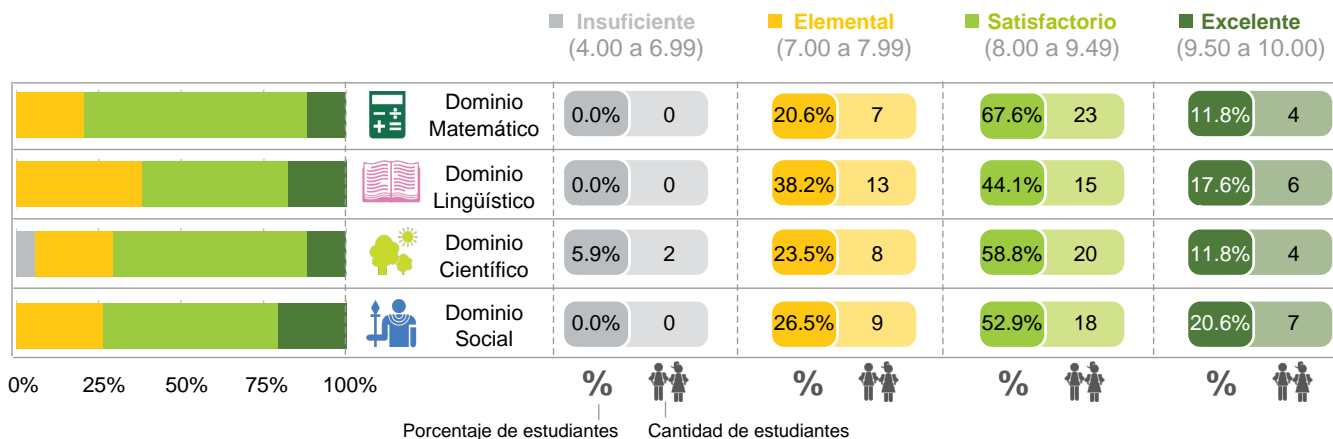 Insuficiente Elemental Satisfactorio Excelente
(4.00 a 6.99) (7.00 a 7.99) (8.00 a 9.49) (9.50 a 10.00)
Dominio
Matemático
0.0% 0 20.6% 7 67.6% 23 11.8% 4
Dominio
Lingüístico
0.0% 0 38.2% 13 44.1% 15 17.6% 6
Dominio
Científico
5.9% 2 23.5% 8 58.8% 20 11.8% 4
Dominio
Social
0.0% 0 26.5% 9 52.9% 18 20.6% 7
0% 25% 50% 75% 100% % % % %
Porcentaje de estudiantes Cantidad de estudiantes